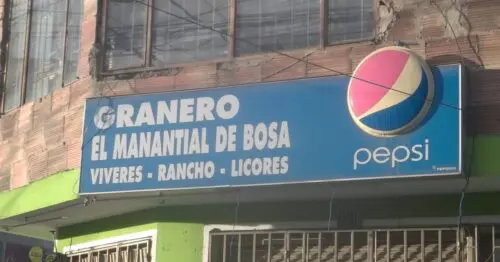 GRANERO
EL MANANTIAL DE BOSA
VIVERES - RANCHO - LICORES
pepsi